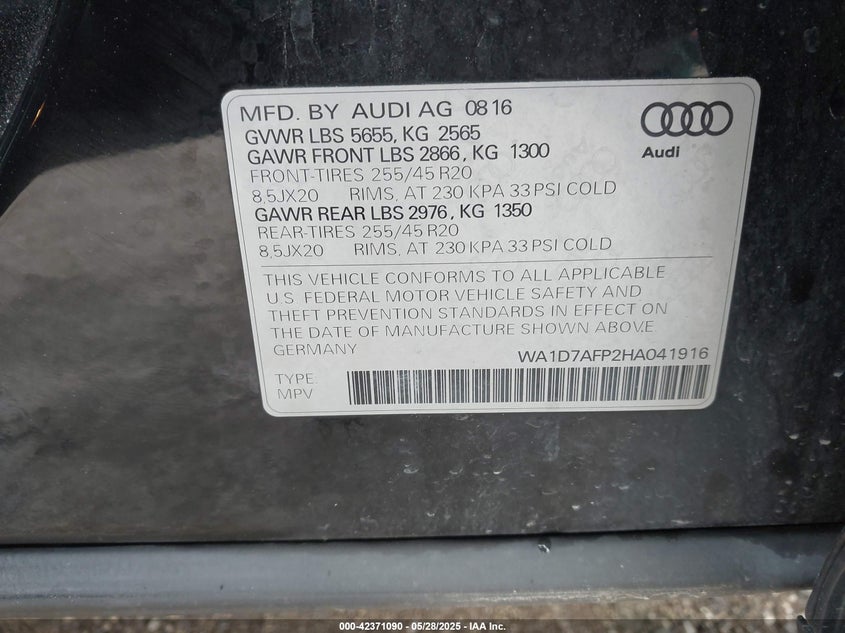 MFD. BY AUDI AG 0816
GVWR LBS 5655, KG 2565
GAWR FRONT LBS 2866, KG 1300
FRONT-TIRES 255/45 R20
8,5JX20 RIMS, AT 230 KPA 33 PSI COLD
GAWR REAR LBS 2976, KG 1350
REAR-TIRES 255/45 R20
8,5JX20 RIMS, AT 230 KPA 33 PSI COLD
Audi
THIS VEHICLE CONFORMS TO ALL APPLICABLE
U.S. FEDERAL MOTOR VEHICLE SAFETY AND
THEFT PREVENTION STANDARDS IN EFFECT ON
THE DATE OF MANUFACTURE SHOWN ABOVE.
GERMANY
WA1D7AFP2HA041916
TYPE:
MPV
000-42371090 - 05/28/2025 - IAA Inc.